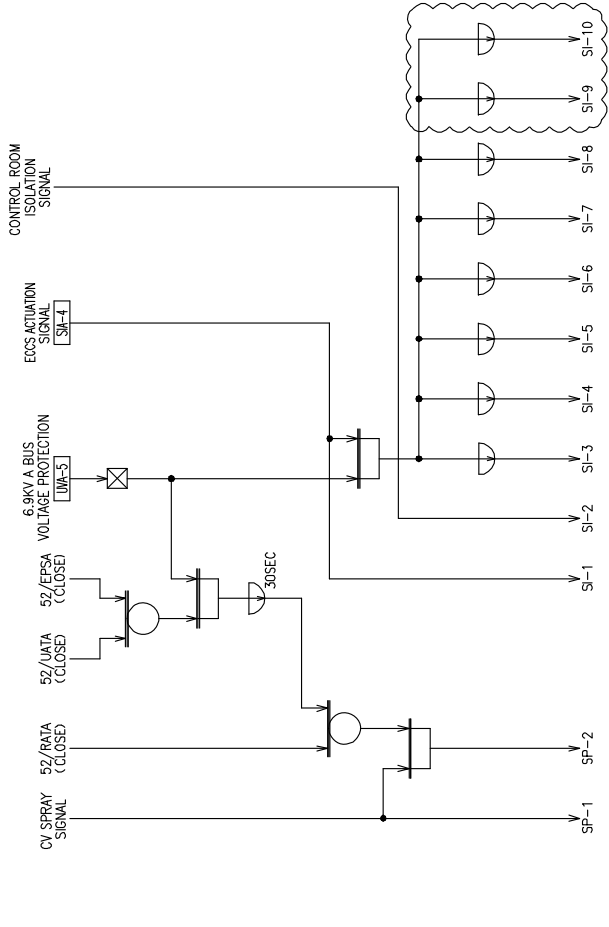 CONTROL ROOM
ISOLATION
SIGNAL
ECCS ACTUATION
SIGNAL
SIA-4
6.9KV A BUS
VOLTAGE PROTECTION
UVA-5
52/EPSA
(CLOSE)
52/UATA
(CLOSE)
52/RATA
(CLOSE)
CV SPRAY
SIGNAL
30SEC
SI-10
SI-9
SI-8
SI-7
SI-6
SI-5
SI-4
SI-3
SI-2
SI-1
SP-2
SP-1